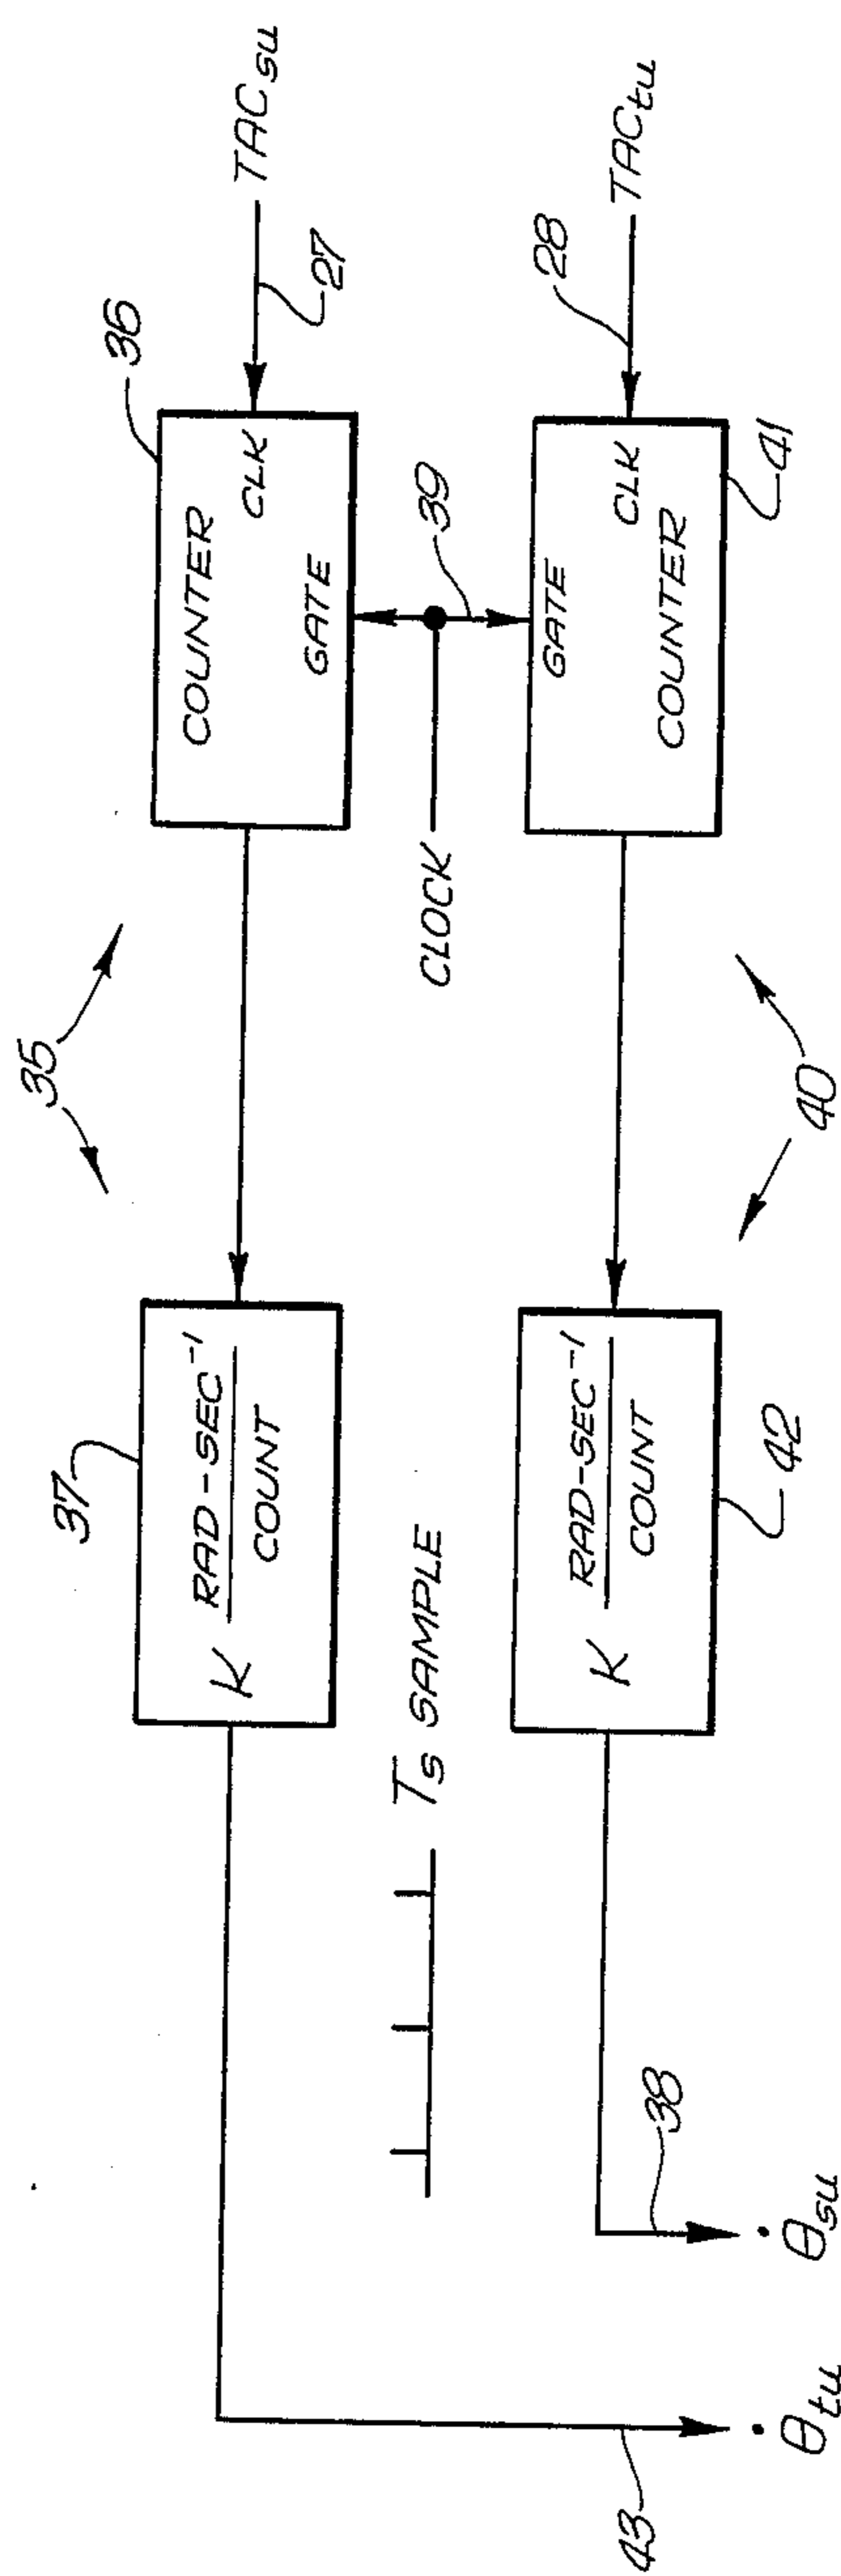 35
37
K RAD-SEC⁻¹
COUNT
COUNTER
36
CLK
GATE
TACsu
27
Ts SAMPLE
CLOCK
39
28
TACtu
GATE
CLK
COUNTER
41
K RAD-SEC⁻¹
COUNT
42
40
43
38
θ̇tu
θ̇su